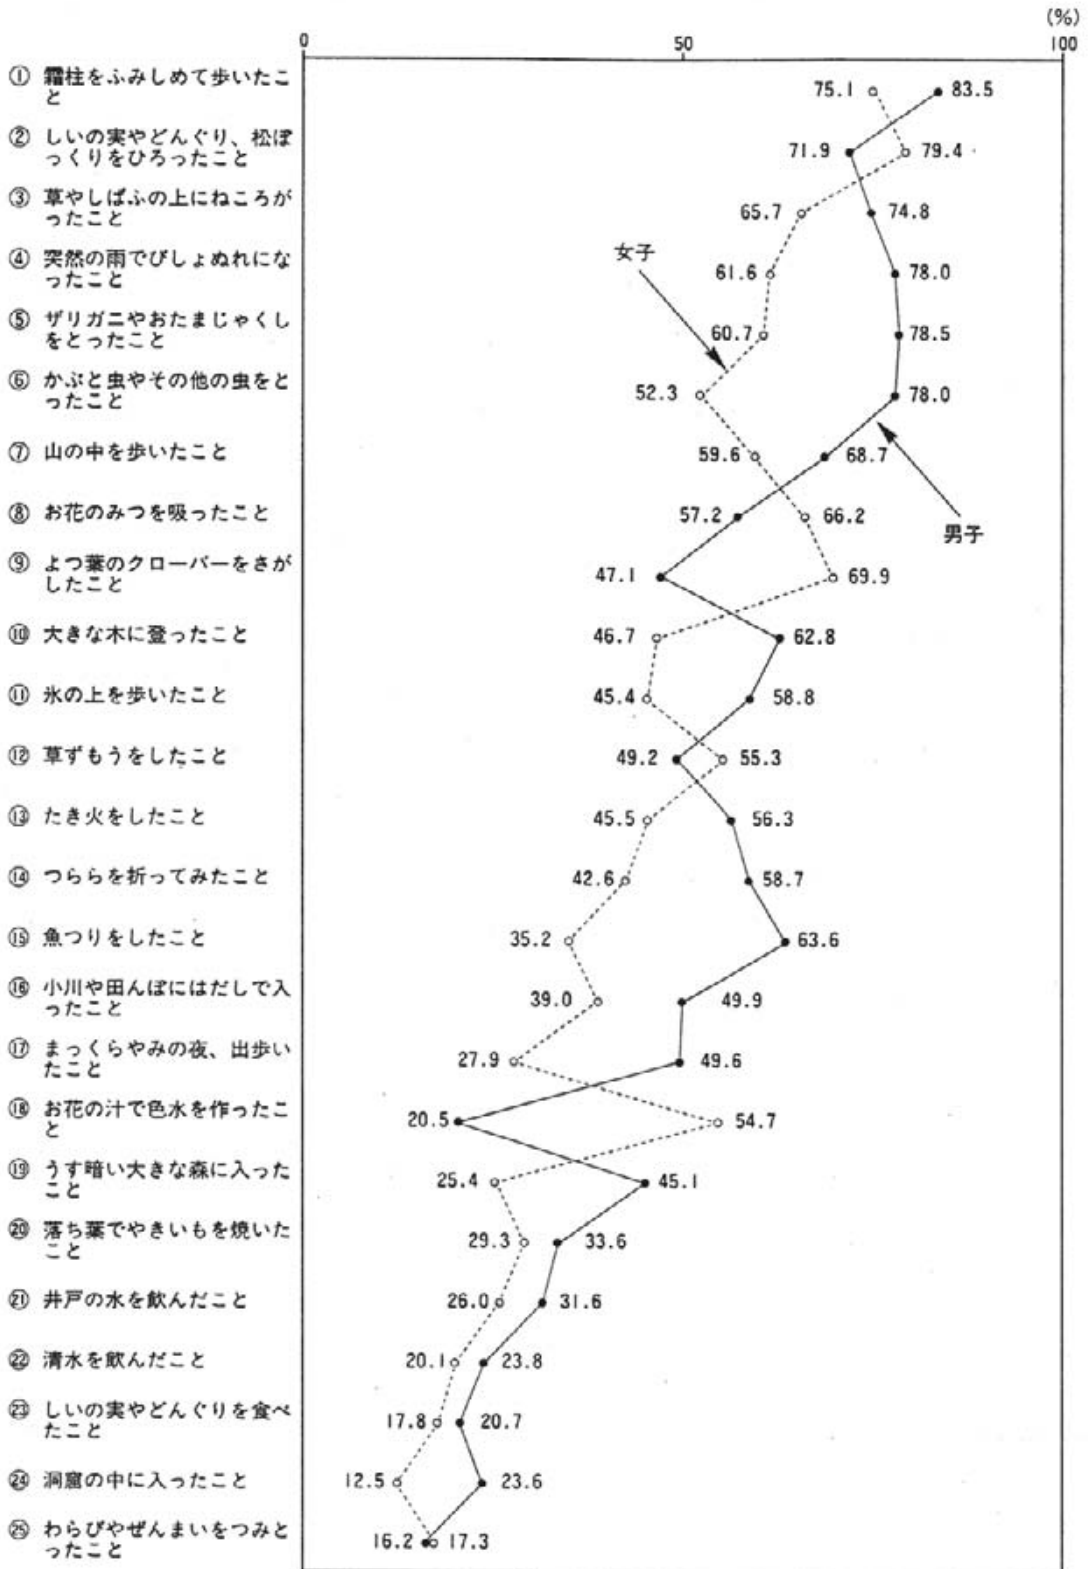 (%)
0 50 100
① 霜柱をふみしめて歩いたこ
と
75.1 83.5
② しいの実やどんぐり、松ぼ
っくりをひろったこと
71.9 79.4
③ 草やしばふの上にねころが
ったこと
65.7 74.8
女子
④ 突然の雨でびしょぬれにな
ったこと
61.6 78.0
⑤ ザリガニやおたまじゃくし
をとったこと
60.7 78.5
⑥ かぶと虫やその他の虫をと
ったこと
52.3 78.0
⑦ 山の中を歩いたこと
59.6 68.7
⑧ お花のみつを吸ったこと
57.2 66.2
男子
⑨ よつ葉のクローバーをさが
したこと
47.1 69.9
⑩ 大きな木に登ったこと
46.7 62.8
⑪ 氷の上を歩いたこと
45.4 58.8
⑫ 草ずもうをしたこと
49.2 55.3
⑬ たき火をしたこと
45.5 56.3
⑭ つららを折ってみたこと
42.6 58.7
⑮ 魚つりをしたこと
35.2 63.6
⑯ 小川や田んぼにはだしで入
ったこと
39.0 49.9
⑰ まっくらやみの夜、出歩い
たこと
27.9 49.6
⑱ お花の汁で色水を作ったこ
と
20.5 54.7
⑲ うす暗い大きな森に入った
こと
25.4 45.1
⑳ 落ち葉でやきいもを焼いた
こと
29.3 33.6
㉑ 井戸の水を飲んだこと
26.0 31.6
㉒ 清水を飲んだこと
20.1 23.8
㉓ しいの実やどんぐりを食べ
たこと
17.8 20.7
㉔ 洞窟の中に入ったこと
12.5 23.6
㉕ わらびやぜんまいをつみと
ったこと
16.2 17.3